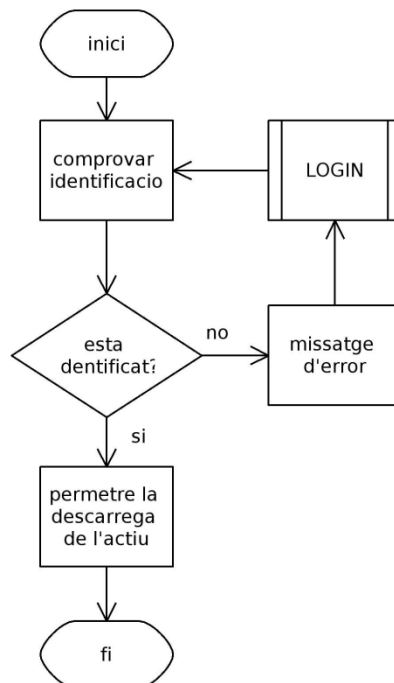 inici
comprovar
identificacio
LOGIN
esta
dentificat?
no
missatge
d'error
si
permetre la
descarrega
de l'actiu
fi